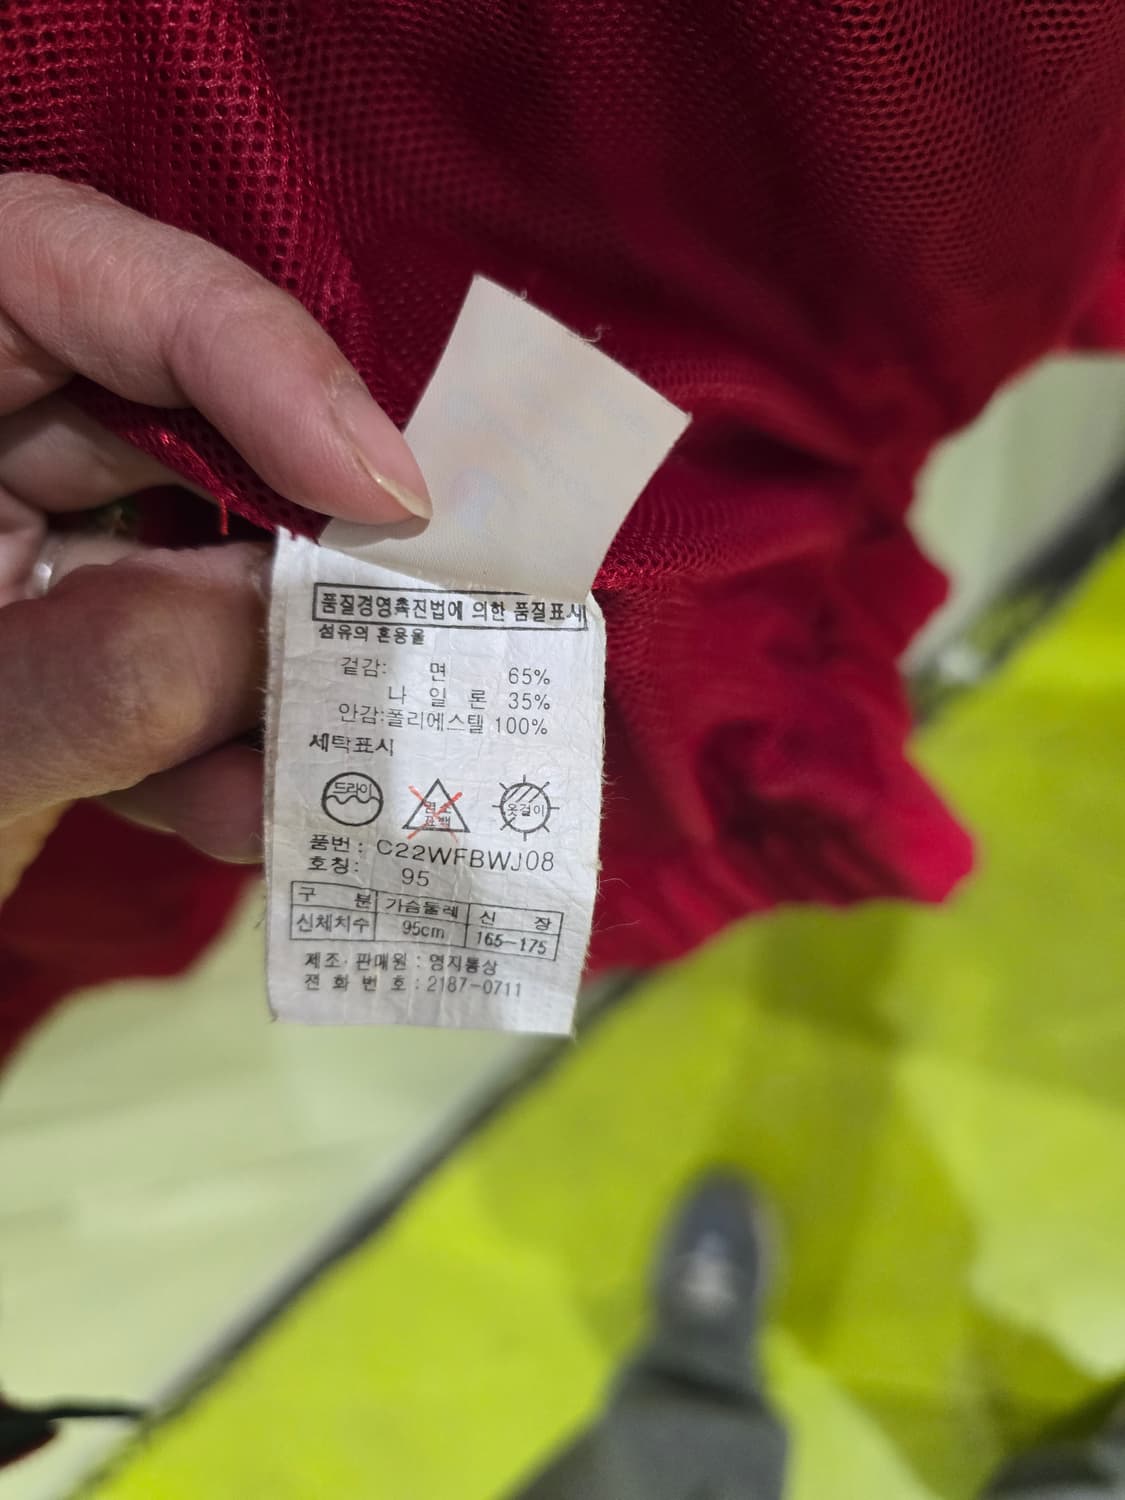 품질경영촉진법에 의한 품질표시
섬유의 혼용율
겉감: 면 65%
나 일 론 35%
안감:폴리에스텔 100%
세탁표시
드라이
염소
표백
옷걸이
품번: C22WFBWJ08
호칭: 95
구 분 가슴둘레 신 장
신체치수 95cm 165-175
제조·판매원 : 영지통상
전 화 번 호 : 2187-0711